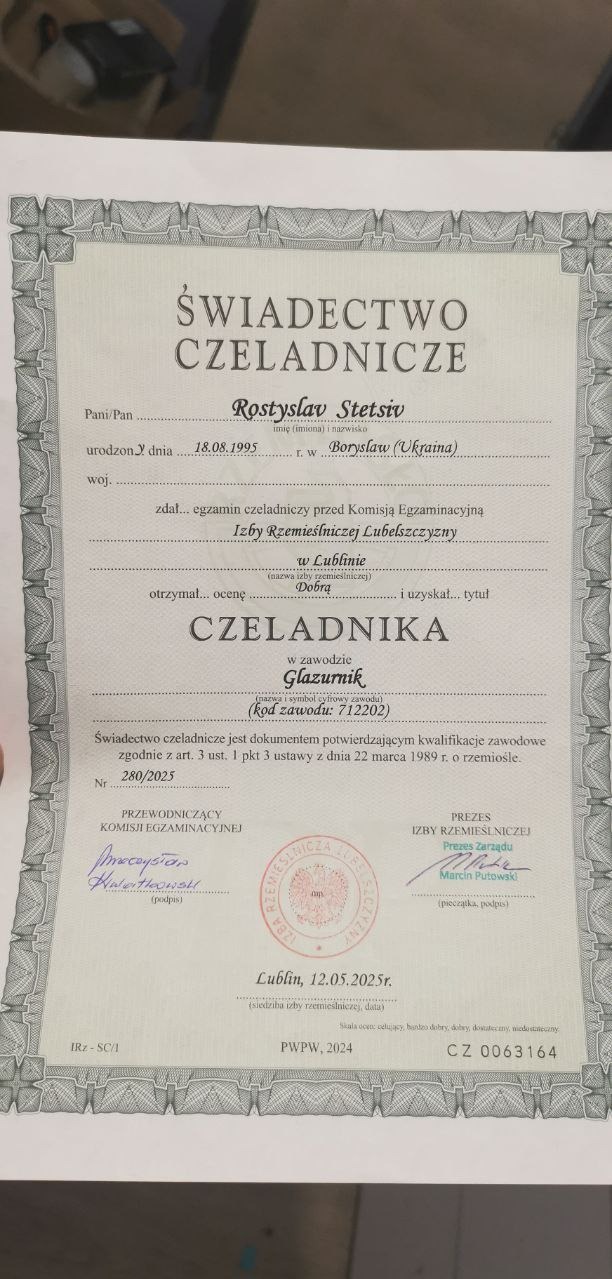 ŚWIADECTWO
CZELADNICZE
Pani/Pan Rostyslav Stetsiv
imię (imiona) i nazwisko
urodzony dnia 18.08.1995 r. w Borysław (Ukraina)
woj.
zdał... egzamin czeladniczy przed Komisją Egzaminacyjną
Izby Rzemieślniczej Lubelszczyzny
w Lublinie
(nazwa izby rzemieślniczej)
otrzymał... ocenę Dobrą i uzyskał... tytuł
CZELADNIKA
w zawodzie
Glazurnik
(nazwa i symbol cyfrowy zawodu)
(kod zawodu: 712202)
Świadectwo czeladnicze jest dokumentem potwierdzającym kwalifikacje zawodowe
zgodnie z art. 3 ust. 1 pkt 3 ustawy z dnia 22 marca 1989 r. o rzemiośle.
Nr 280/2025
PRZEWODNICZĄCY
KOMISJI EGZAMINACYJNEJ
(podpis)
PREZES
IZBY RZEMIEŚLNICZEJ
Prezes Zarządu
Marcin Putowski
(pieczątka, podpis)
IZBA RZEMIEŚLNICZA LUBELSZCZYZNY
Lublin, 12.05.2025r.
(siedziba izby rzemieślniczej, data)
Skala ocen: celujący, bardzo dobry, dobry, dostateczny, niedostateczny.
IRz - SC/1 PWPW, 2024 CZ 0063164